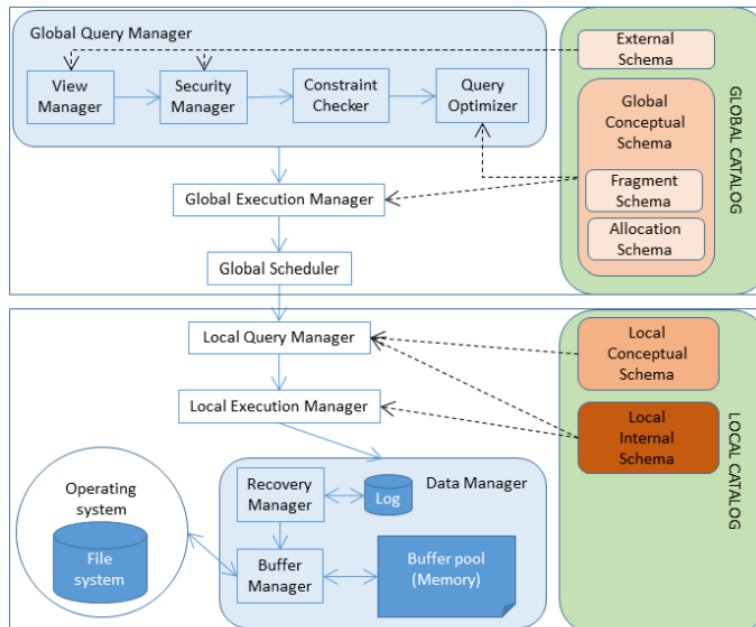 Global Query Manager
View
Manager
Security
Manager
Constraint
Checker
Query
Optimizer
External
Schema
Global
Conceptual
Schema
Fragment
Schema
Allocation
Schema
GLOBAL CATALOG
Global Execution Manager
Global Scheduler
Local Query Manager
Local Execution Manager
Local
Conceptual
Schema
Local
Internal
Schema
LOCAL CATALOG
Operating
system
File
system
Recovery
Manager
Log
Data Manager
Buffer
Manager
Buffer pool
(Memory)